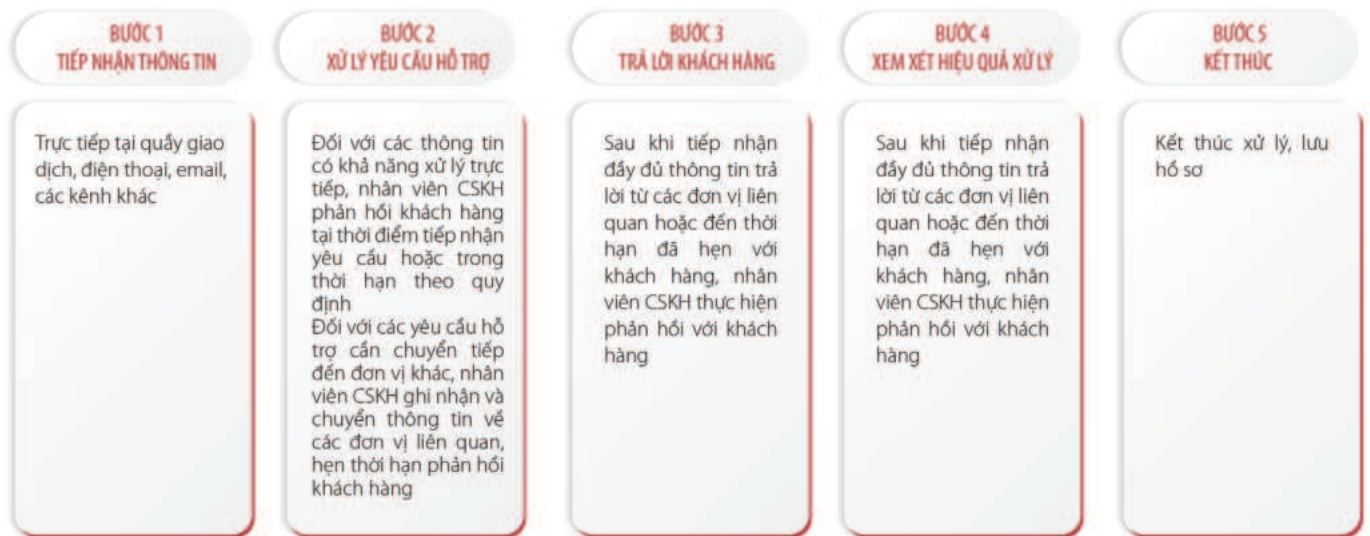 BƯỚC 1
TIẾP NHẬN THÔNG TIN
Trực tiếp tại quầy giao
dịch, điện thoại, email,
các kênh khác
BƯỚC 2
XỬ LÝ YÊU CẦU HỖ TRỢ
Đối với các thông tin
có khả năng xử lý trực
tiếp, nhân viên CSKH
phản hồi khách hàng
tại thời điểm tiếp nhận
yêu cầu hoặc trong
thời hạn theo quy
định
Đối với các yêu cầu hỗ
trợ cần chuyển tiếp
đến đơn vị khác, nhân
viên CSKH ghi nhận và
chuyển thông tin về
các đơn vị liên quan,
hẹn thời hạn phản hồi
khách hàng
BƯỚC 3
TRẢ LỜI KHÁCH HÀNG
Sau khi tiếp nhận
đầy đủ thông tin trả
lời từ các đơn vị liên
quan hoặc đến thời
hạn đã hẹn với
khách hàng, nhân
viên CSKH thực hiện
phản hồi với khách
hàng
BƯỚC 4
XEM XÉT HIỆU QUẢ XỬ LÝ
Sau khi tiếp nhận
đầy đủ thông tin trả
lời từ các đơn vị liên
quan hoặc đến thời
hạn đã hẹn với
khách hàng, nhân
viên CSKH thực hiện
phản hồi với khách
hàng
BƯỚC 5
KẾT THÚC
Kết thúc xử lý, lưu
hồ sơ